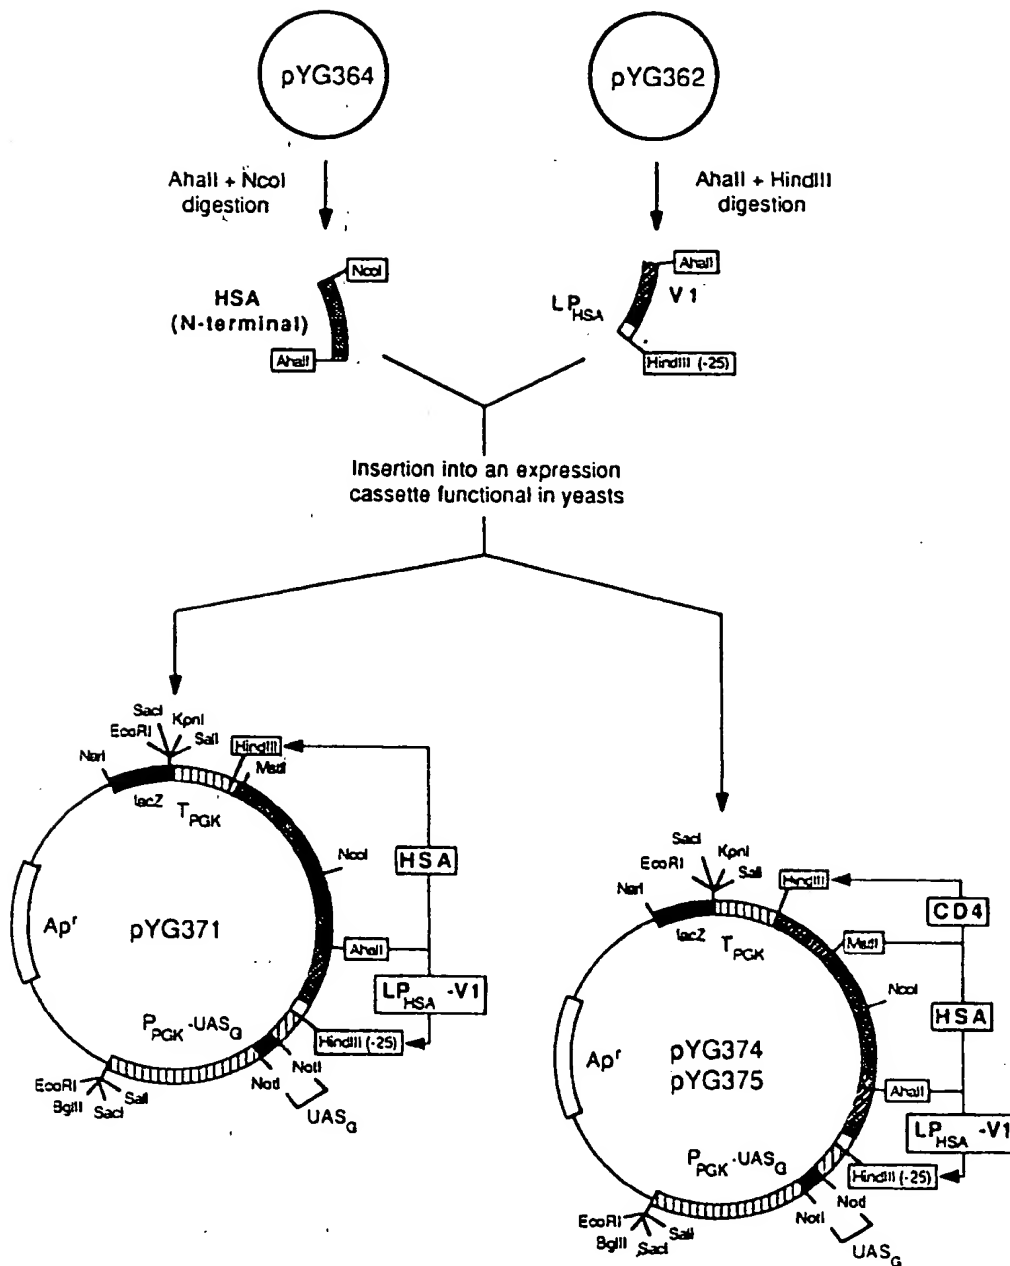 pYG364
pYG362
AhaII + NcoI
digestion
AhaII + HindIII
digestion
NcoI
HSA
(N-terminal)
AhaII
AhaII
V1
LP HSA
HindIII (-25)
Insertion into an expression
cassette functional in yeasts
SacI
KpnI
EcoRI
SalI
HindIII
NarI
MstII
lacZ
T PGK
NcoI
HSA
Ap r
pYG371
AhaII
LP HSA -V1
P PGK -UAS G
HindIII (-25)
NotI
NotI
UAS G
EcoRI
BglII
SacI
SalI
SacI
KpnI
EcoRI
SalI
HindIII
NarI
CD4
lacZ
T PGK
MstII
NcoI
HSA
Ap r
pYG374
pYG375
AhaII
LP HSA -V1
P PGK -UAS G
HindIII (-25)
NotI
NotI
UAS G
EcoRI
BglII
SacI
SalI